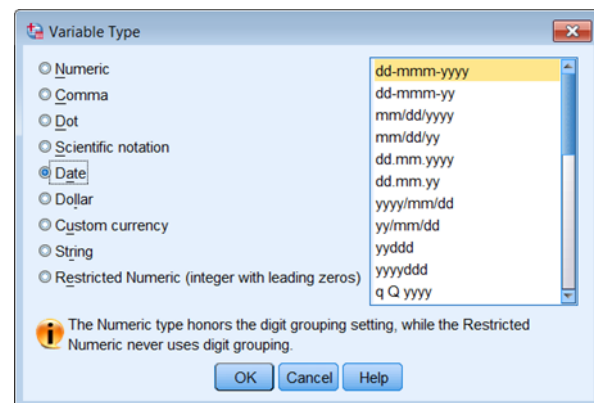 Variable Type
Numeric
Comma
Dot
Scientific notation
Date
Dollar
Custom currency
String
Restricted Numeric (integer with leading zeros)
dd-mmm-yyyy
dd-mmm-yy
mm/dd/yyyy
mm/dd/yy
dd.mm.yyyy
dd.mm.yy
yyyy/mm/dd
yy/mm/dd
yyddd
yyyyddd
q Q yyyy
The Numeric type honors the digit grouping setting, while the Restricted
Numeric never uses digit grouping.
OK Cancel Help